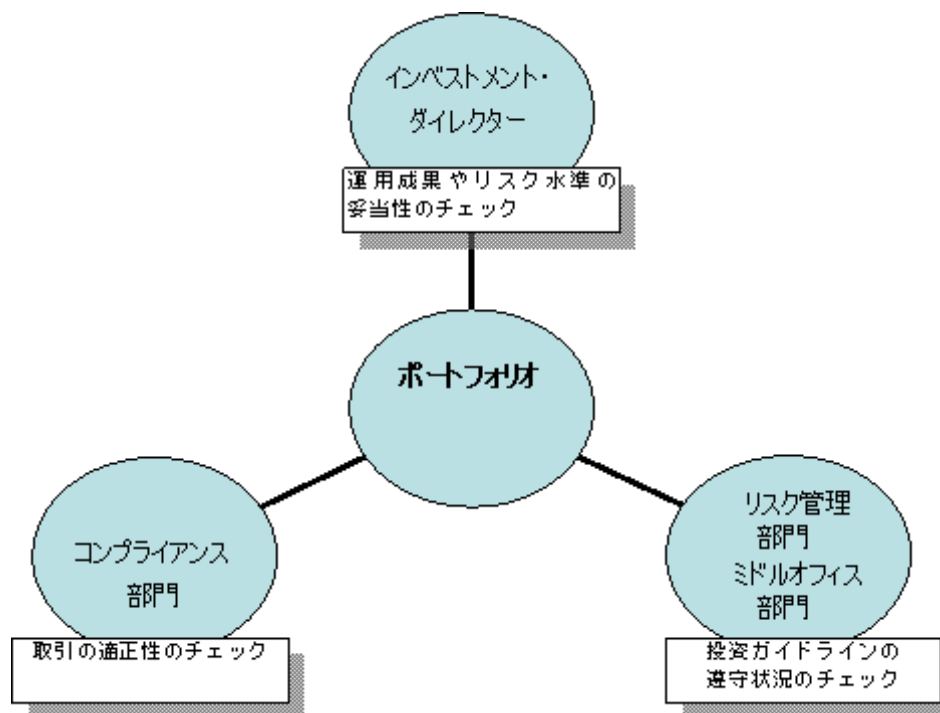 インベストメント・
ダイレクター
運用成果やリスク水準の
妥当性のチェック
ポートフォリオ
コンプライアンス
部門
取引の適正性のチェック
リスク管理
部門
ミドルオフィス
部門
投資ガイドラインの
遵守状況のチェック